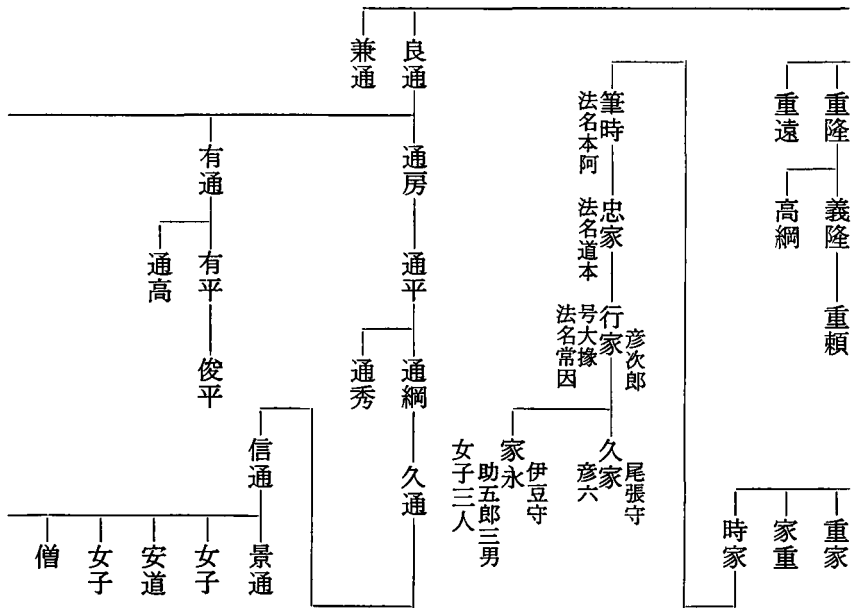 重隆
重遠
義隆
高綱
重頼
重家
家重
時家
筆時
法名本阿
忠家
法名道本
彦次郎
行家
号大掾
法名常因
尾張守
久家
彦六
伊豆守
家永
助五郎三男
女子三人
良通
兼通
通房
有通
通平
有平
通高
通綱
通秀
俊平
久通
信通
景通
女子
安道
女子
僧